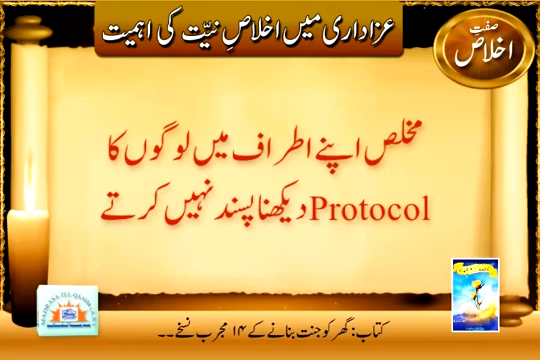 عزاداری میں اخلاصِ نیّت کی اہمیت
صفت
اخلاص
مخلص اپنے اطراف میں لوگوں کا
Protocol دیکھنا پسند نہیں کرتے
کتاب: گھر کو جنت بنانے کے ۱۴ مجرب نسخے۔۔